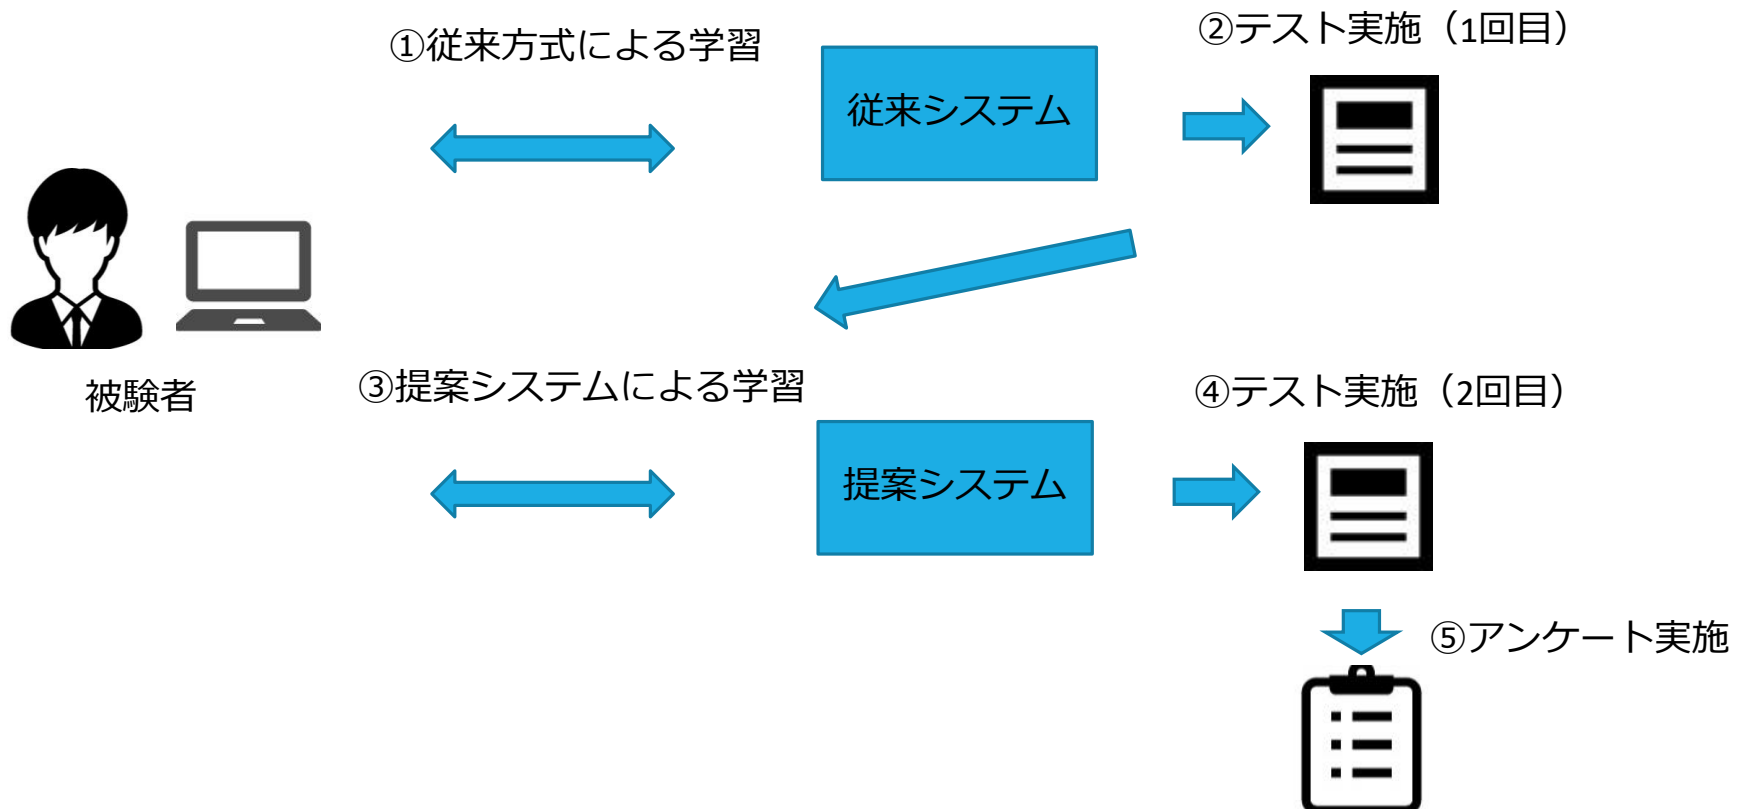 ①従来方式による学習
従来システム
②テスト実施（1回目）
被験者
③提案システムによる学習
提案システム
④テスト実施（2回目）
⑤アンケート実施